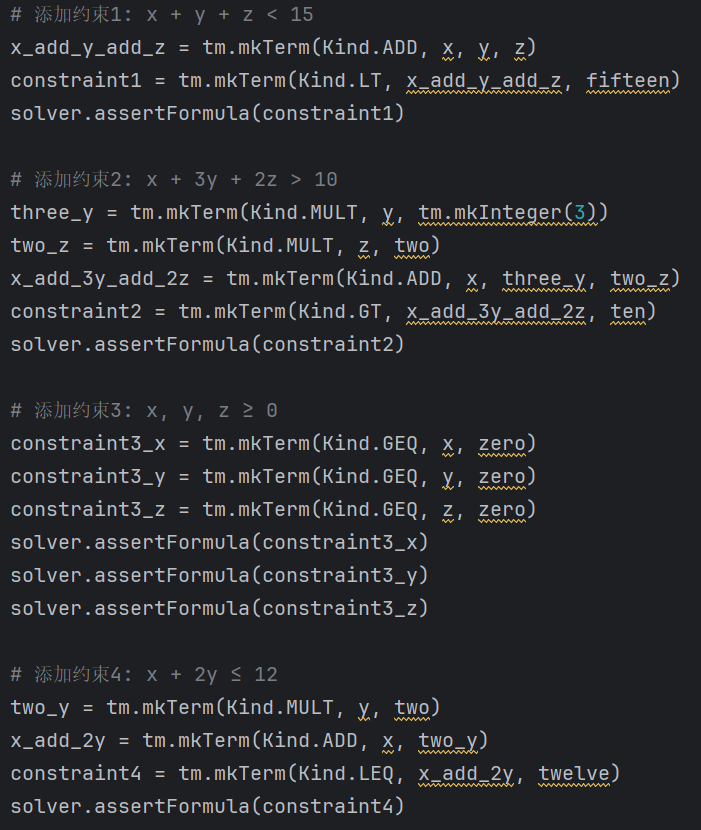 # 添加约束1: x + y + z < 15
x_add_y_add_z = tm.mkTerm(Kind.ADD, x, y, z)
constraint1 = tm.mkTerm(Kind.LT, x_add_y_add_z, fifteen)
solver.assertFormula(constraint1)
# 添加约束2: x + 3y + 2z > 10
three_y = tm.mkTerm(Kind.MULT, y, tm.mkInteger(3))
two_z = tm.mkTerm(Kind.MULT, z, two)
x_add_3y_add_2z = tm.mkTerm(Kind.ADD, x, three_y, two_z)
constraint2 = tm.mkTerm(Kind.GT, x_add_3y_add_2z, ten)
solver.assertFormula(constraint2)
# 添加约束3: x, y, z ≥ 0
constraint3_x = tm.mkTerm(Kind.GEQ, x, zero)
constraint3_y = tm.mkTerm(Kind.GEQ, y, zero)
constraint3_z = tm.mkTerm(Kind.GEQ, z, zero)
solver.assertFormula(constraint3_x)
solver.assertFormula(constraint3_y)
solver.assertFormula(constraint3_z)
# 添加约束4: x + 2y ≤ 12
two_y = tm.mkTerm(Kind.MULT, y, two)
x_add_2y = tm.mkTerm(Kind.ADD, x, two_y)
constraint4 = tm.mkTerm(Kind.LEQ, x_add_2y, twelve)
solver.assertFormula(constraint4)